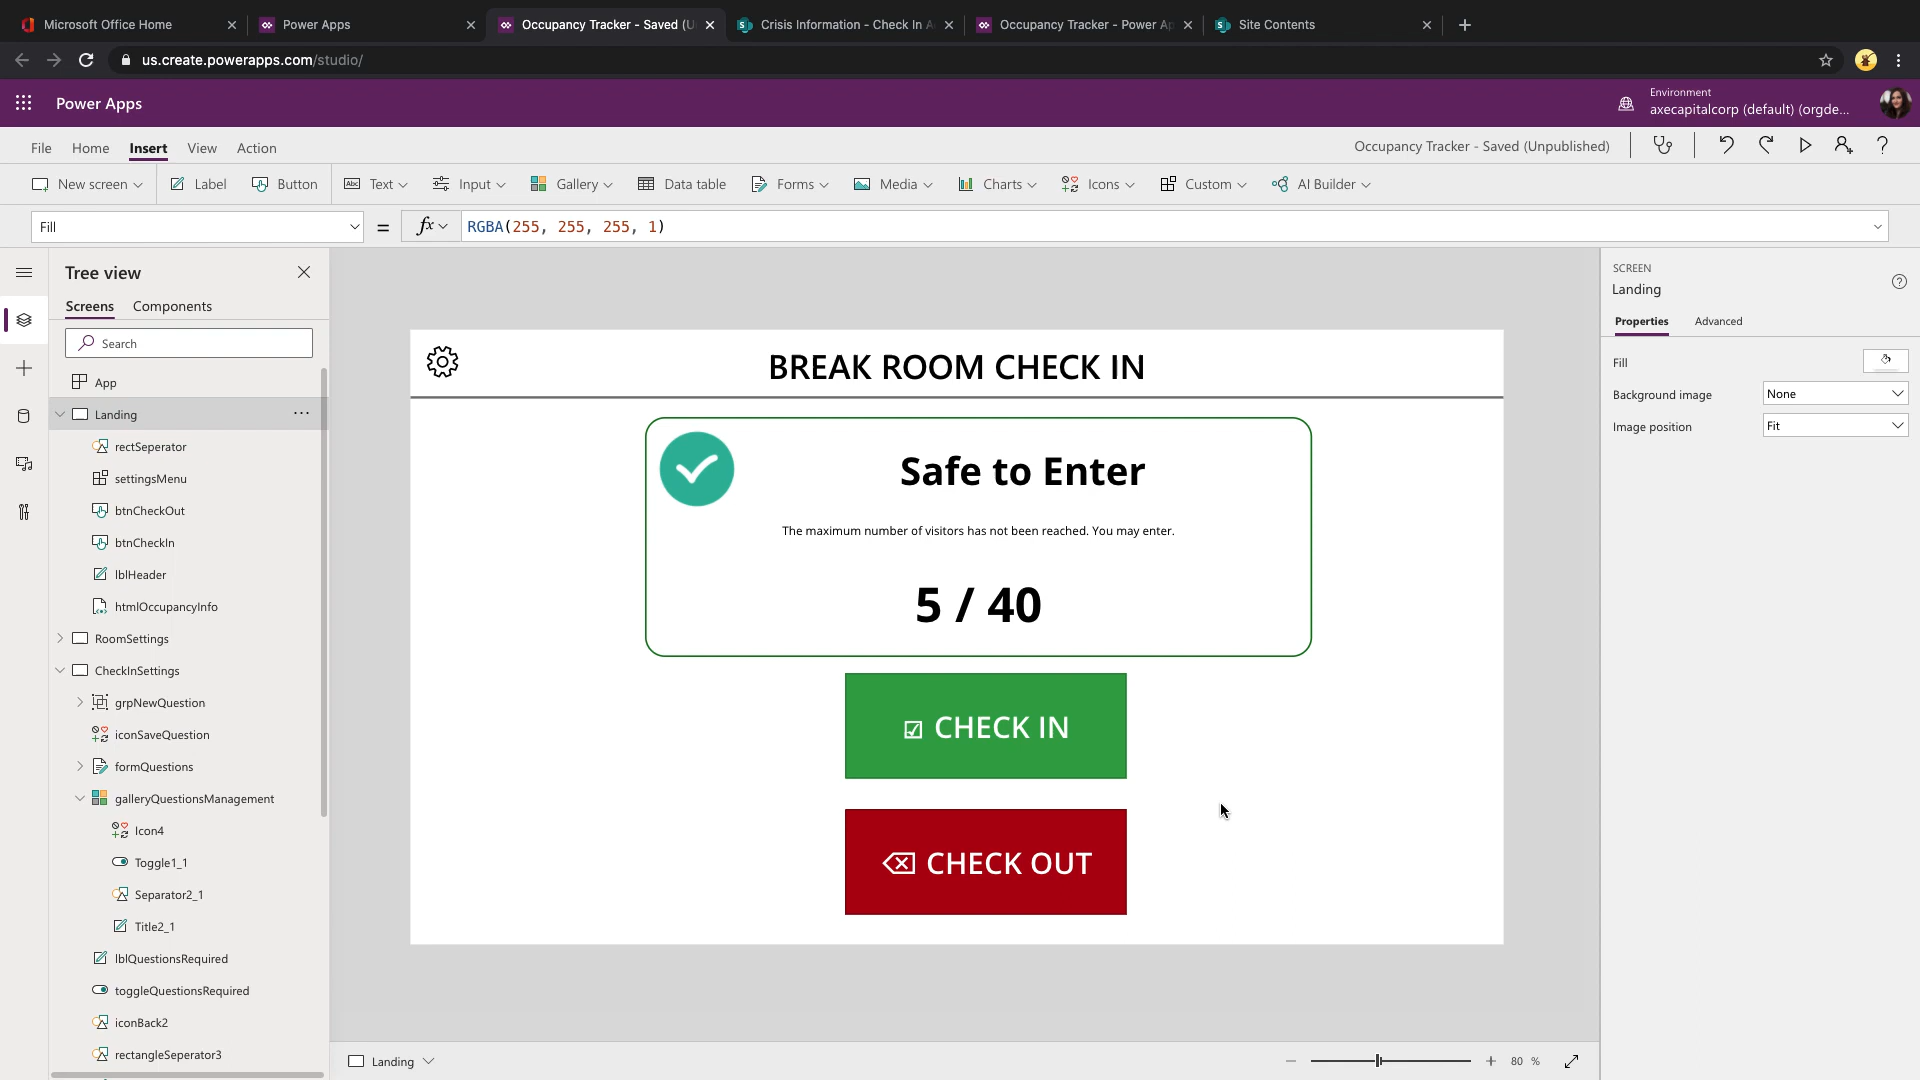 Microsoft Office Home
Power Apps
Occupancy Tracker - Saved (U
Crisis Information - Check In A
Occupancy Tracker - Power Ap
Site Contents
us.create.powerapps.com/studio/
Power Apps
Environment
axecapitalcorp (default) (orgde...
File
Home
Insert
View
Action
Occupancy Tracker - Saved (Unpublished)
New screen
Label
Button
Text
Input
Gallery
Data table
Forms
Media
Charts
Icons
Custom
AI Builder
Fill
=
fx
RGBA(255, 255, 255, 1)
Tree view
Screens
Components
Search
App
Landing
rectSeperator
settingsMenu
btnCheckOut
btnCheckIn
lblHeader
htmlOccupancyInfo
RoomSettings
CheckInSettings
grpNewQuestion
iconSaveQuestion
formQuestions
galleryQuestionsManagement
Icon4
Toggle1_1
Separator2_1
Title2_1
lblQuestionsRequired
toggleQuestionsRequired
iconBack2
rectangleSeperator3
BREAK ROOM CHECK IN
Safe to Enter
The maximum number of visitors has not been reached. You may enter.
5 / 40
☑ CHECK IN
⌫ CHECK OUT
SCREEN
Landing
Properties
Advanced
Fill
Background image
None
Image position
Fit
Landing
80 %